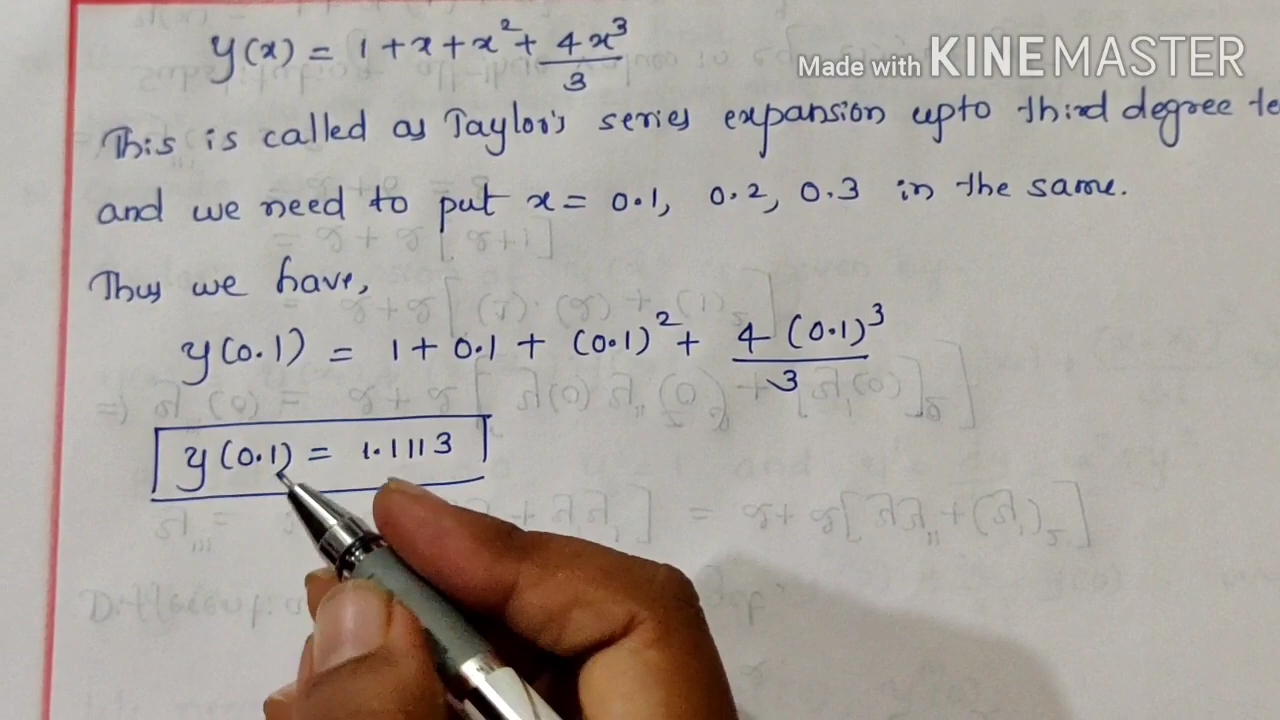 y(x) = 1 + x + x² + 4x³/3
Made with KINEMASTER
This is called as Taylor's series expansion upto third degree te
and we need to put x = 0.1, 0.2, 0.3 in the same.
Thus we have,
y(0.1) = 1 + 0.1 + (0.1)² + 4(0.1)³/3
y(0.1) = 1.1113